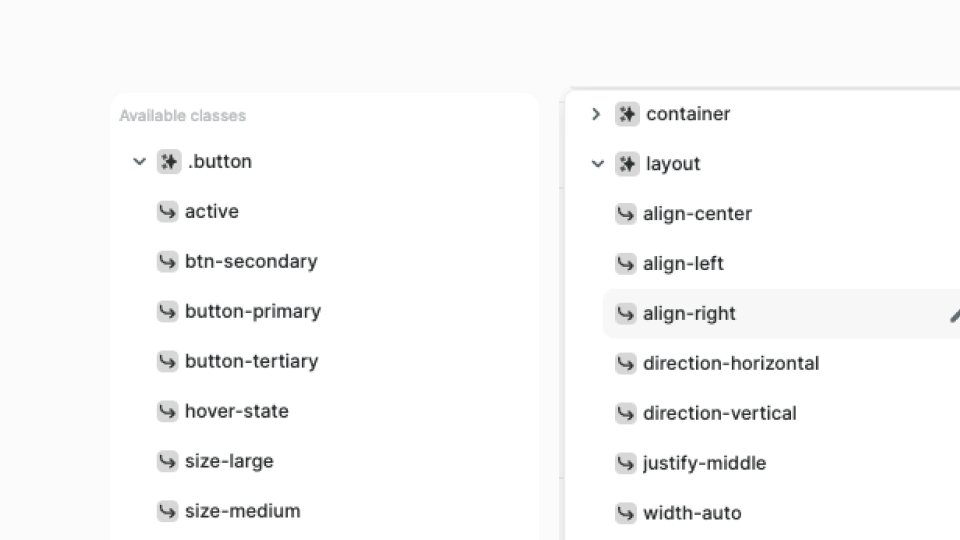 Available classes
.button
active
btn-secondary
button-primary
button-tertiary
hover-state
size-large
size-medium
container
layout
align-center
align-left
align-right
direction-horizontal
direction-vertical
justify-middle
width-auto